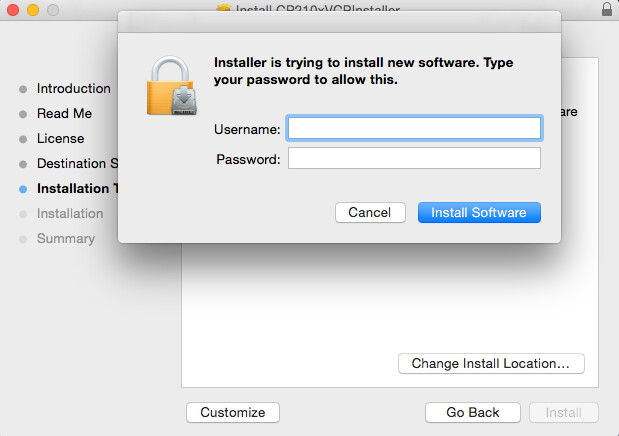 Install CP210xVCPInstaller
Installer is trying to install new software. Type
your password to allow this.
Username:
Password:
Cancel
Install Software
Introduction
Read Me
License
Destination S
Installation T
Installation
Summary
are
Change Install Location...
Customize
Go Back
Install